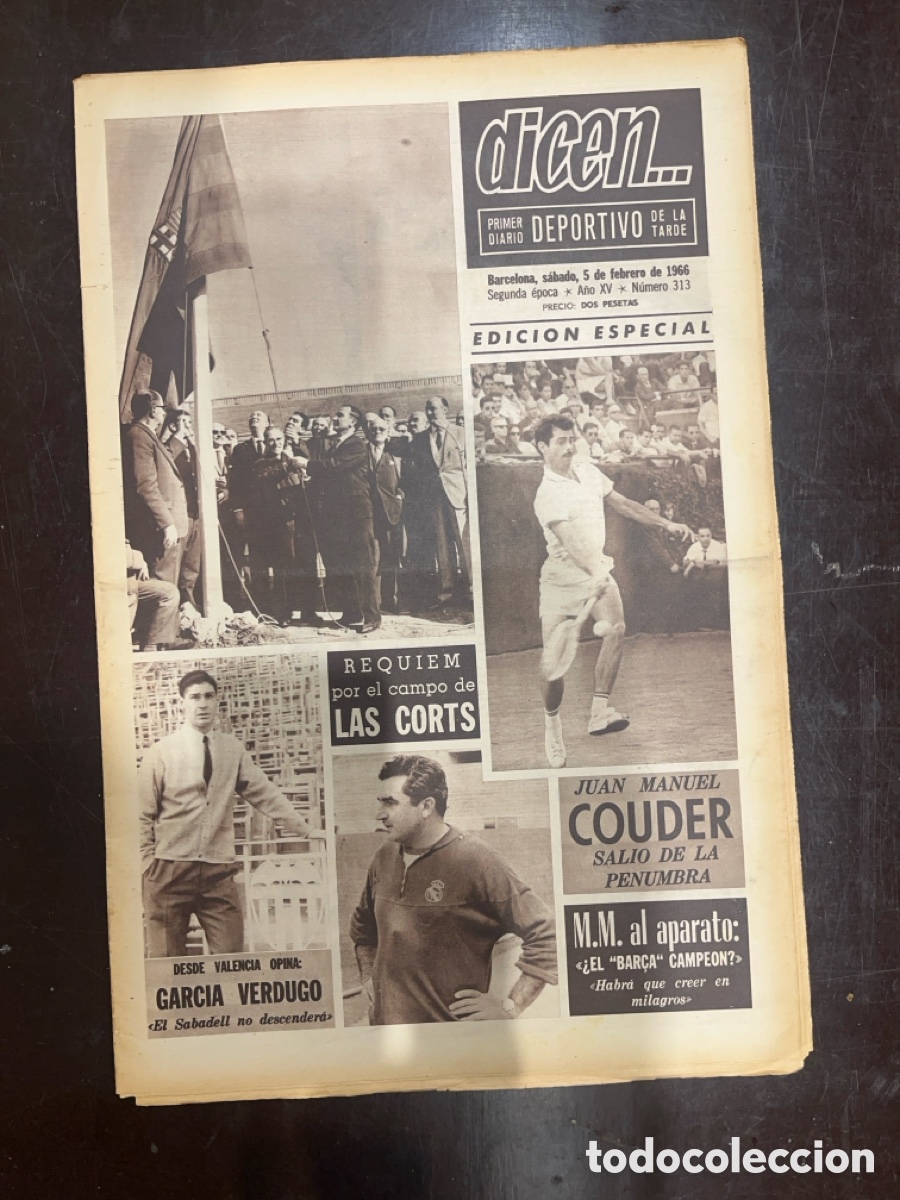 dicen...
PRIMER DIARIO DEPORTIVO DE LA TARDE
Barcelona, sábado, 5 de febrero de 1966
Segunda época ★ Año XV ★ Número 313
PRECIO: DOS PESETAS
EDICION ESPECIAL
REQUIEM
por el campo de
LAS CORTS
JUAN MANUEL
COUDER
SALIO DE LA
PENUMBRA
DESDE VALENCIA OPINA:
GARCIA VERDUGO
«El Sabadell no descenderá»
M.M. al aparato:
«¿EL "BARÇA" CAMPEON?»
«Habrá que creer en
milagros»
todocoleccion